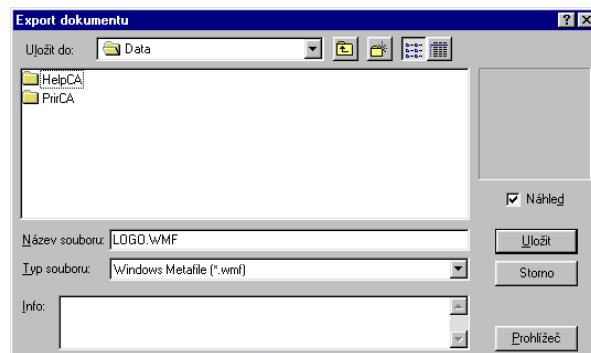 Export dokumentu
Uložit do: Data
HelpCA
PrirCA
Náhled
Název souboru: LOGO.WMF
Uložit
Typ souboru: Windows Metafile (*.wmf)
Storno
Info:
Prohlížeč